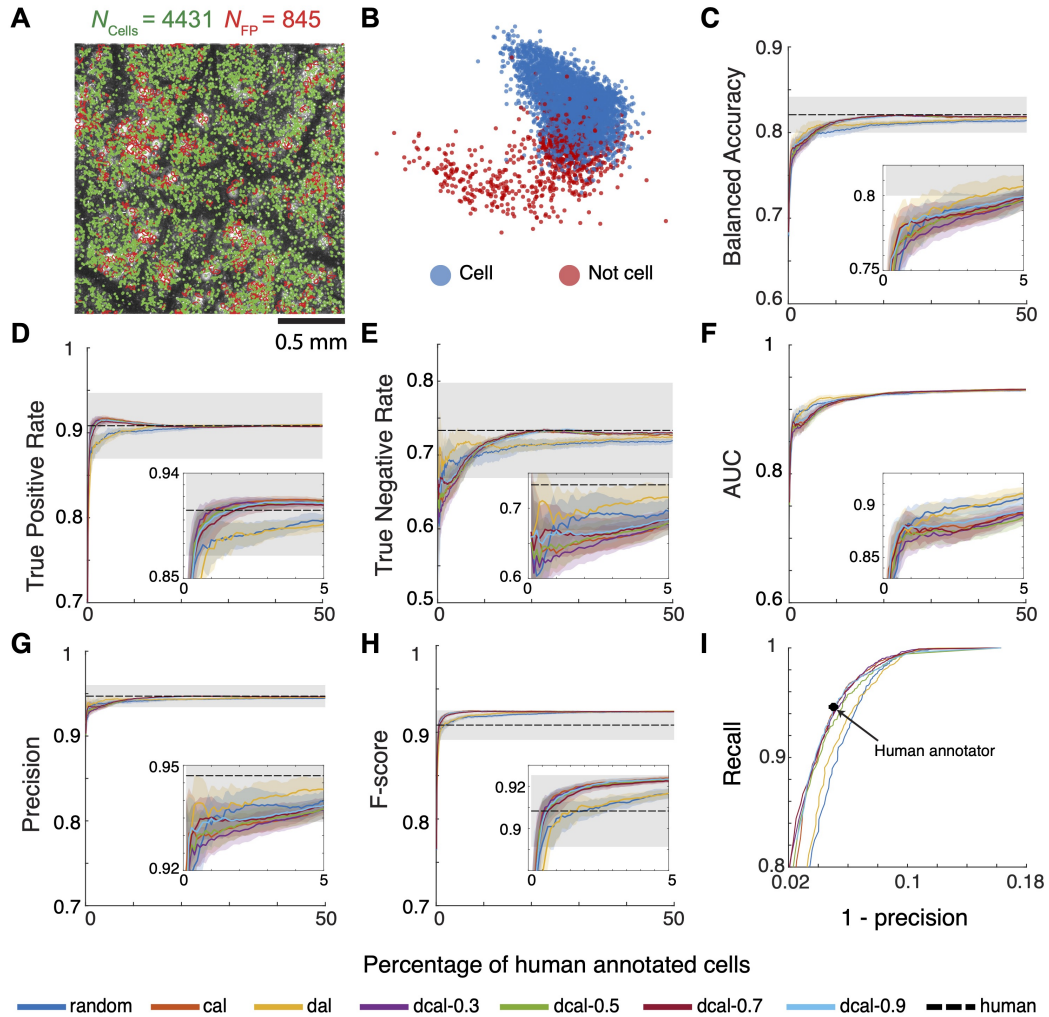 A
N_Cells = 4431 N_FP = 845
0.5 mm
B
Cell
Not cell
C
Balanced Accuracy
0.9
0.8
0.7
0.6
0
50
0.8
0.75
0
5
D
True Positive Rate
1
0.9
0.8
0.7
0
50
0.94
0.85
0
5
E
True Negative Rate
0.8
0.7
0.6
0.5
0
50
0.7
0.6
0
5
F
AUC
1
0.9
0.8
0.6
0
50
0.9
0.85
0
5
G
Precision
1
0.9
0.8
0.7
0
50
0.95
0.92
0
5
H
F-score
1
0.9
0.8
0.7
0
50
0.92
0.9
0
5
I
Recall
1
0.9
0.8
0.02
0.1
0.18
Human annotator
1 - precision
Percentage of human annotated cells
random cal dal dcal-0.3 dcal-0.5 dcal-0.7 dcal-0.9 human